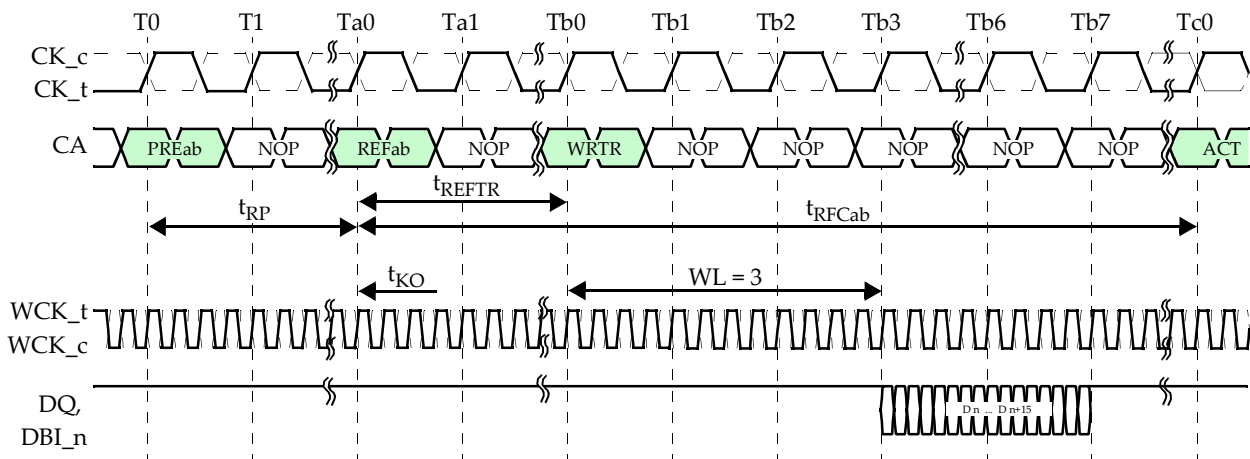 T0 T1 Ta0 Ta1 Tb0 Tb1 Tb2 Tb3 Tb6 Tb7 Tc0
CK_c
CK_t
CA PREab NOP REFab NOP WRTR NOP NOP NOP NOP NOP ACT
tREFTR
tRP tRFCab
tKO WL = 3
WCK_t
WCK_c
DQ, D n ... D n+15
DBI_n